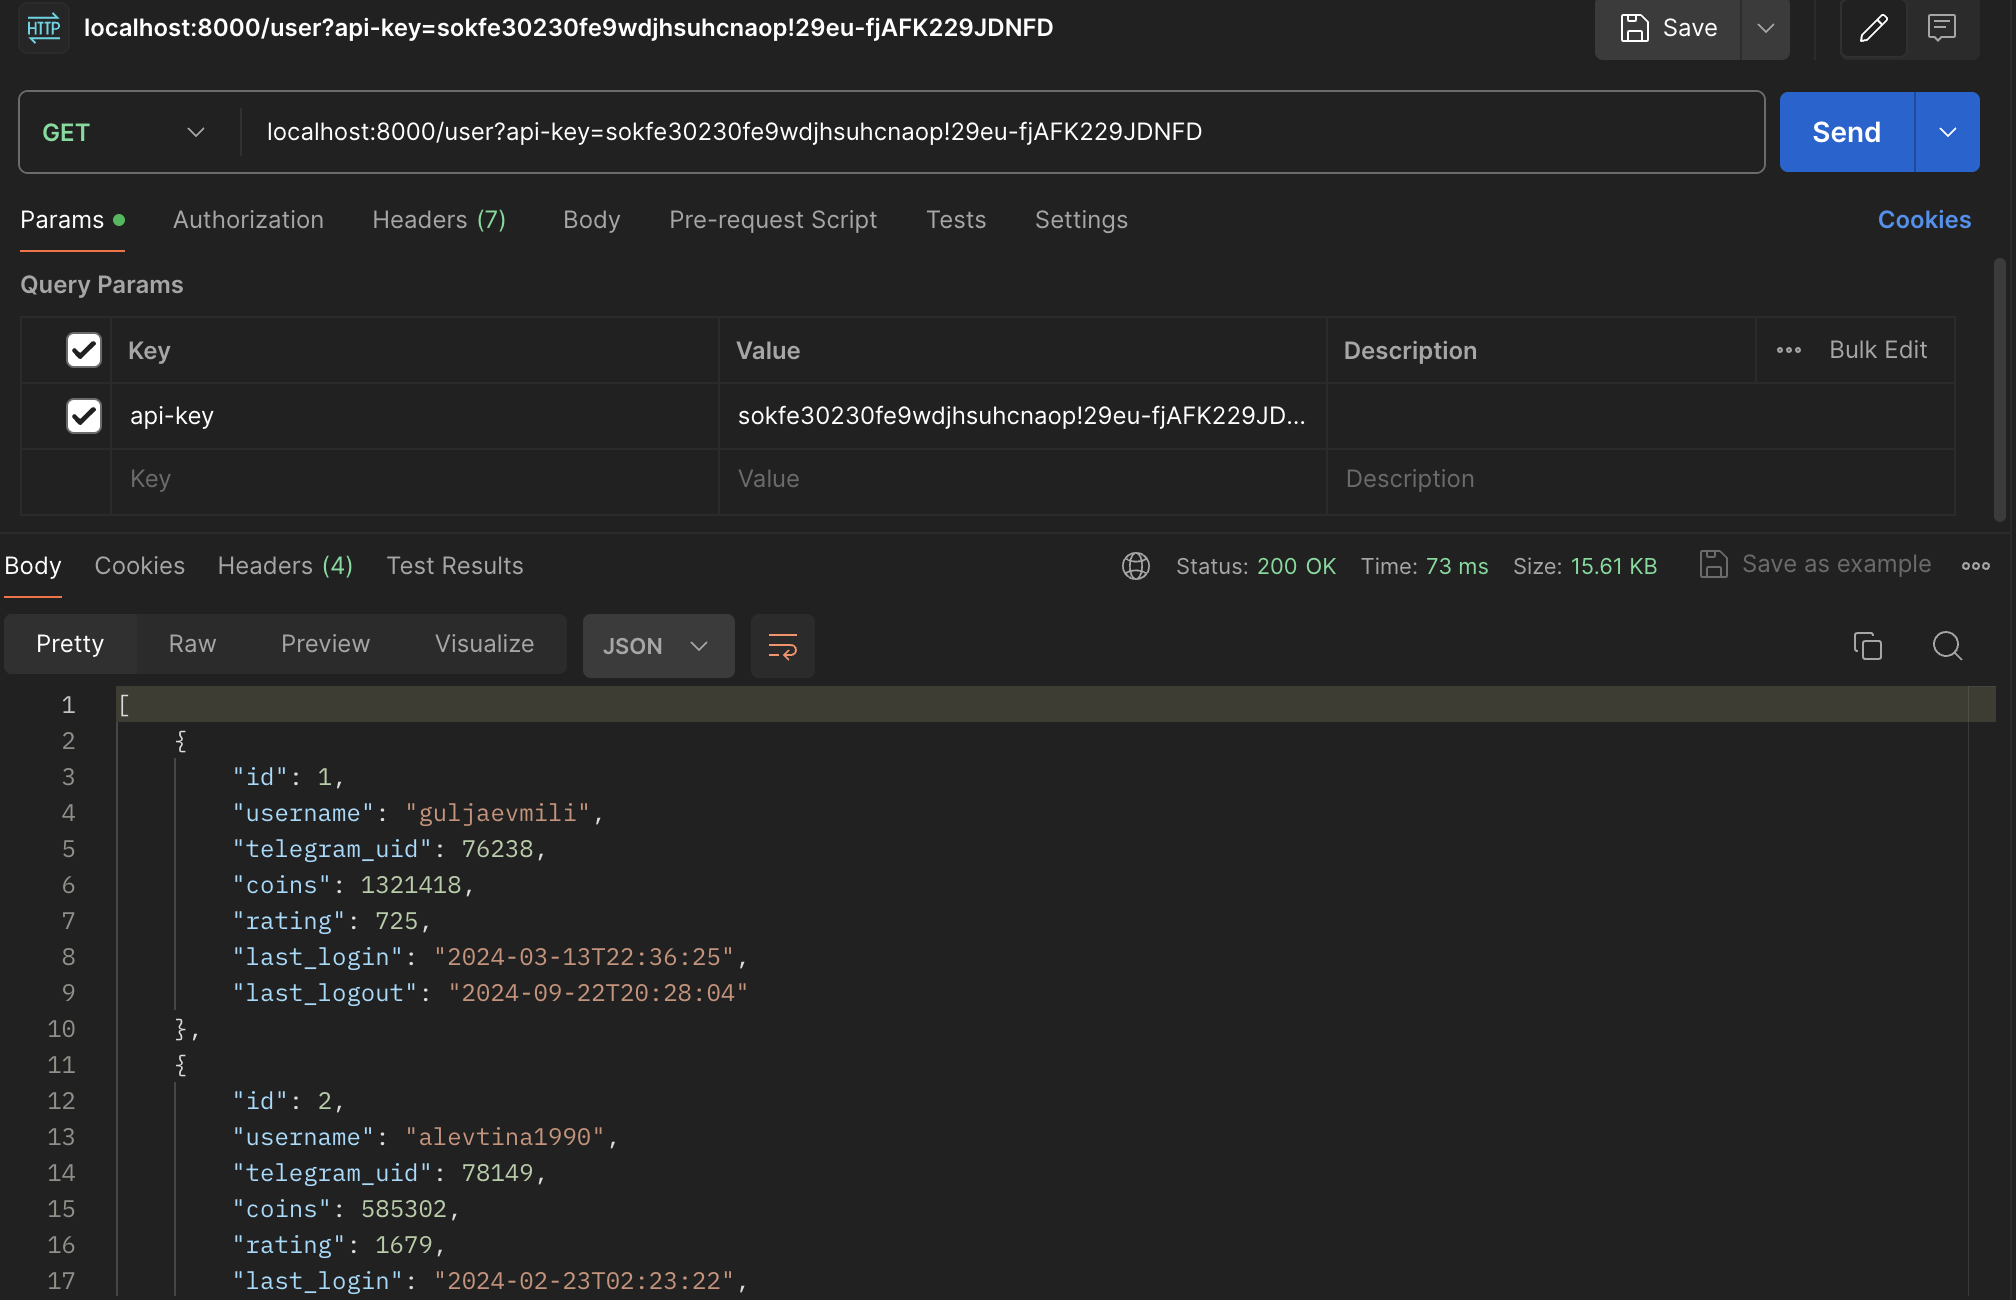 HTTP localhost:8000/user?api-key=sokfe30230fe9wdjhsuhcnaop!29eu-fjAFK229JDNFD Save
GET localhost:8000/user?api-key=sokfe30230fe9wdjhsuhcnaop!29eu-fjAFK229JDNFD Send
Params Authorization Headers (7) Body Pre-request Script Tests Settings Cookies
Query Params
Key Value Description Bulk Edit
api-key sokfe30230fe9wdjhsuhcnaop!29eu-fjAFK229JD...
Key Value Description
Body Cookies Headers (4) Test Results Status: 200 OK Time: 73 ms Size: 15.61 KB Save as example
Pretty Raw Preview Visualize JSON
1 [
2 {
3 "id": 1,
4 "username": "guljaevmili",
5 "telegram_uid": 76238,
6 "coins": 1321418,
7 "rating": 725,
8 "last_login": "2024-03-13T22:36:25",
9 "last_logout": "2024-09-22T20:28:04"
10 },
11 {
12 "id": 2,
13 "username": "alevtina1990",
14 "telegram_uid": 78149,
15 "coins": 585302,
16 "rating": 1679,
17 "last_login": "2024-02-23T02:23:22",